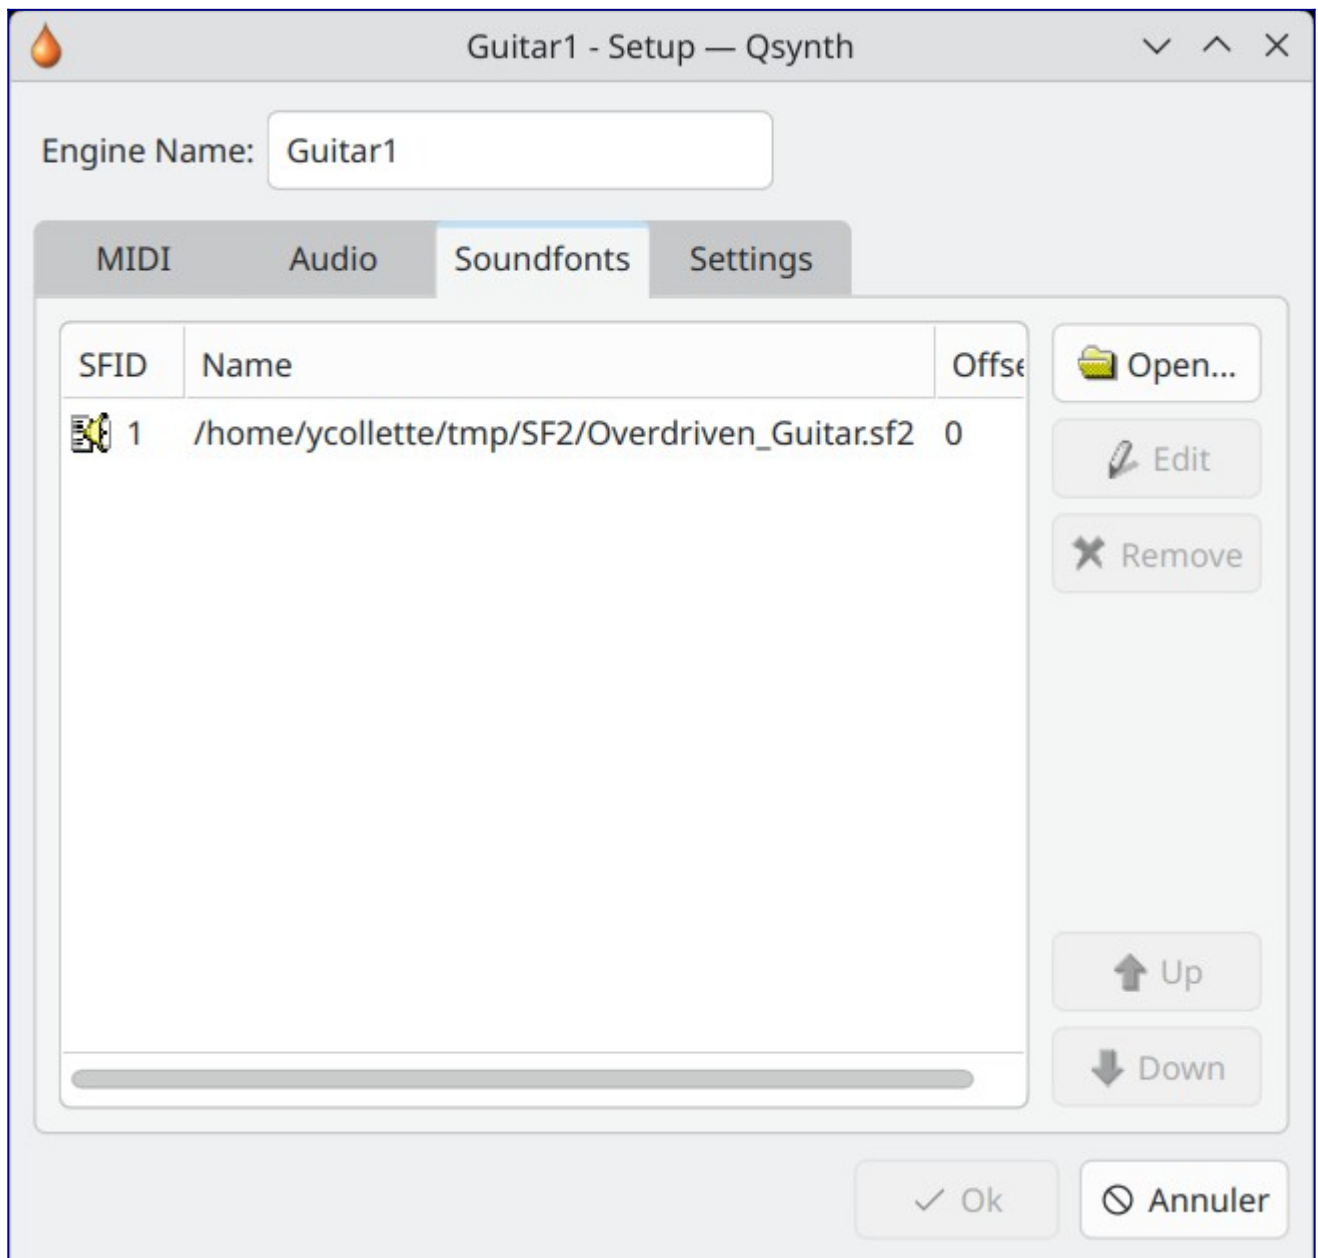 Guitar1 - Setup — Qsynth
Engine Name: Guitar1
MIDI Audio Soundfonts Settings
SFID Name Offse
1 /home/ycollette/tmp/SF2/Overdriven_Guitar.sf2 0
Open...
Edit
Remove
Up
Down
Ok Annuler